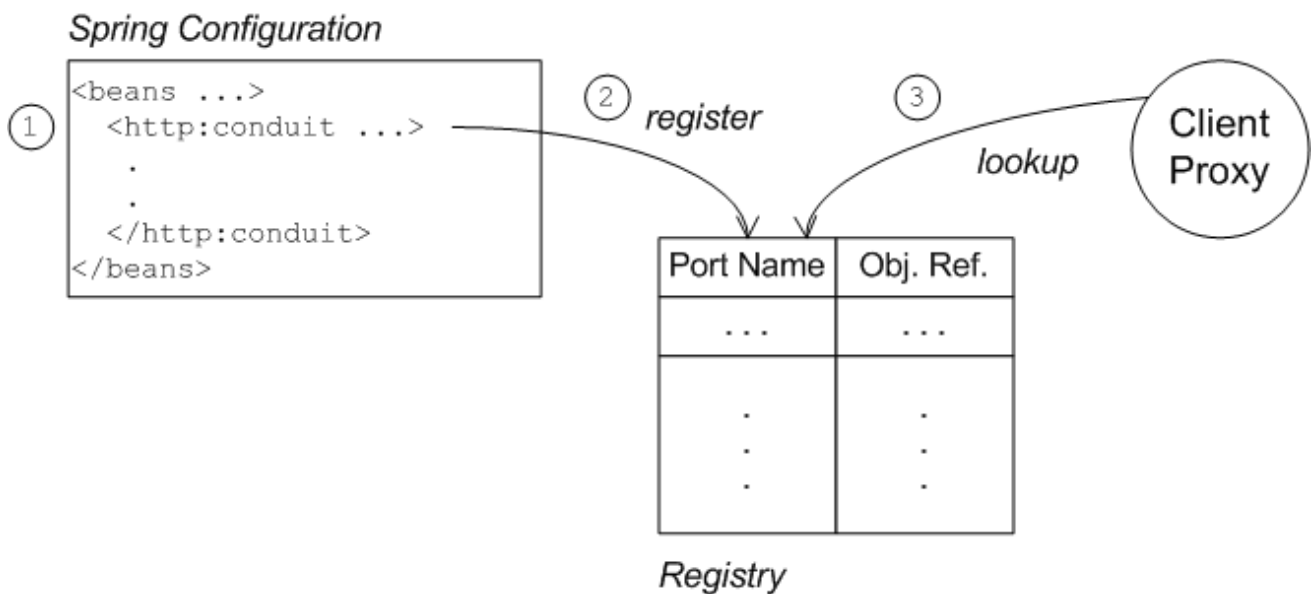 Spring Configuration
1
<beans ...>
<http:conduit ...>
.
.
</http:conduit>
</beans>
2
register
3
lookup
Client
Proxy
Port Name Obj. Ref.
... ...
. .
. .
. .
Registry